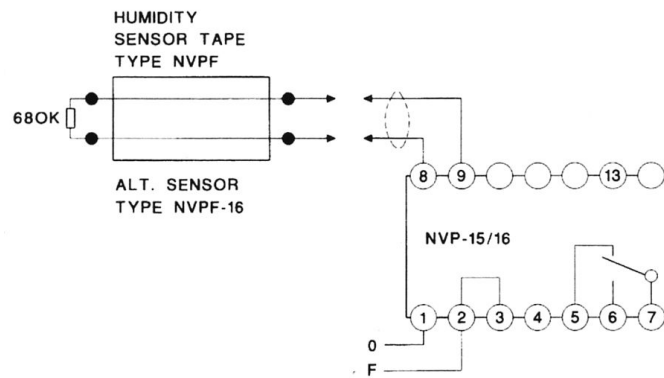 HUMIDITY
SENSOR TAPE
TYPE NVPF
680K
ALT. SENSOR
TYPE NVPF-16
8 9 13
NVP-15/16
1 2 3 4 5 6 7
0
F